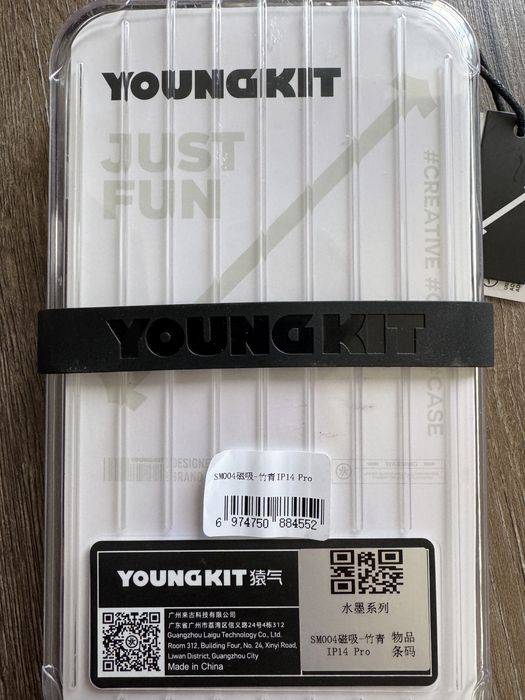 YOUNGKIT
JUST
FUN
#CREATIVE
CASE
YOUNGKIT
DESIGNE
BRAND
SM004磁吸-竹青IP14 Pro
6 974750 884552
YOUNGKIT 猿气
水墨系列
广州来古科技有限公司
广东省广州市荔湾区信义路24号4栋312
Guangzhou Laigu Technology Co., Ltd.
Room 312, Building Four, No. 24, Xinyi Road,
Liwan District, Guangzhou City
Made in China
SM004磁吸-竹青 物品
IP14 Pro 条码